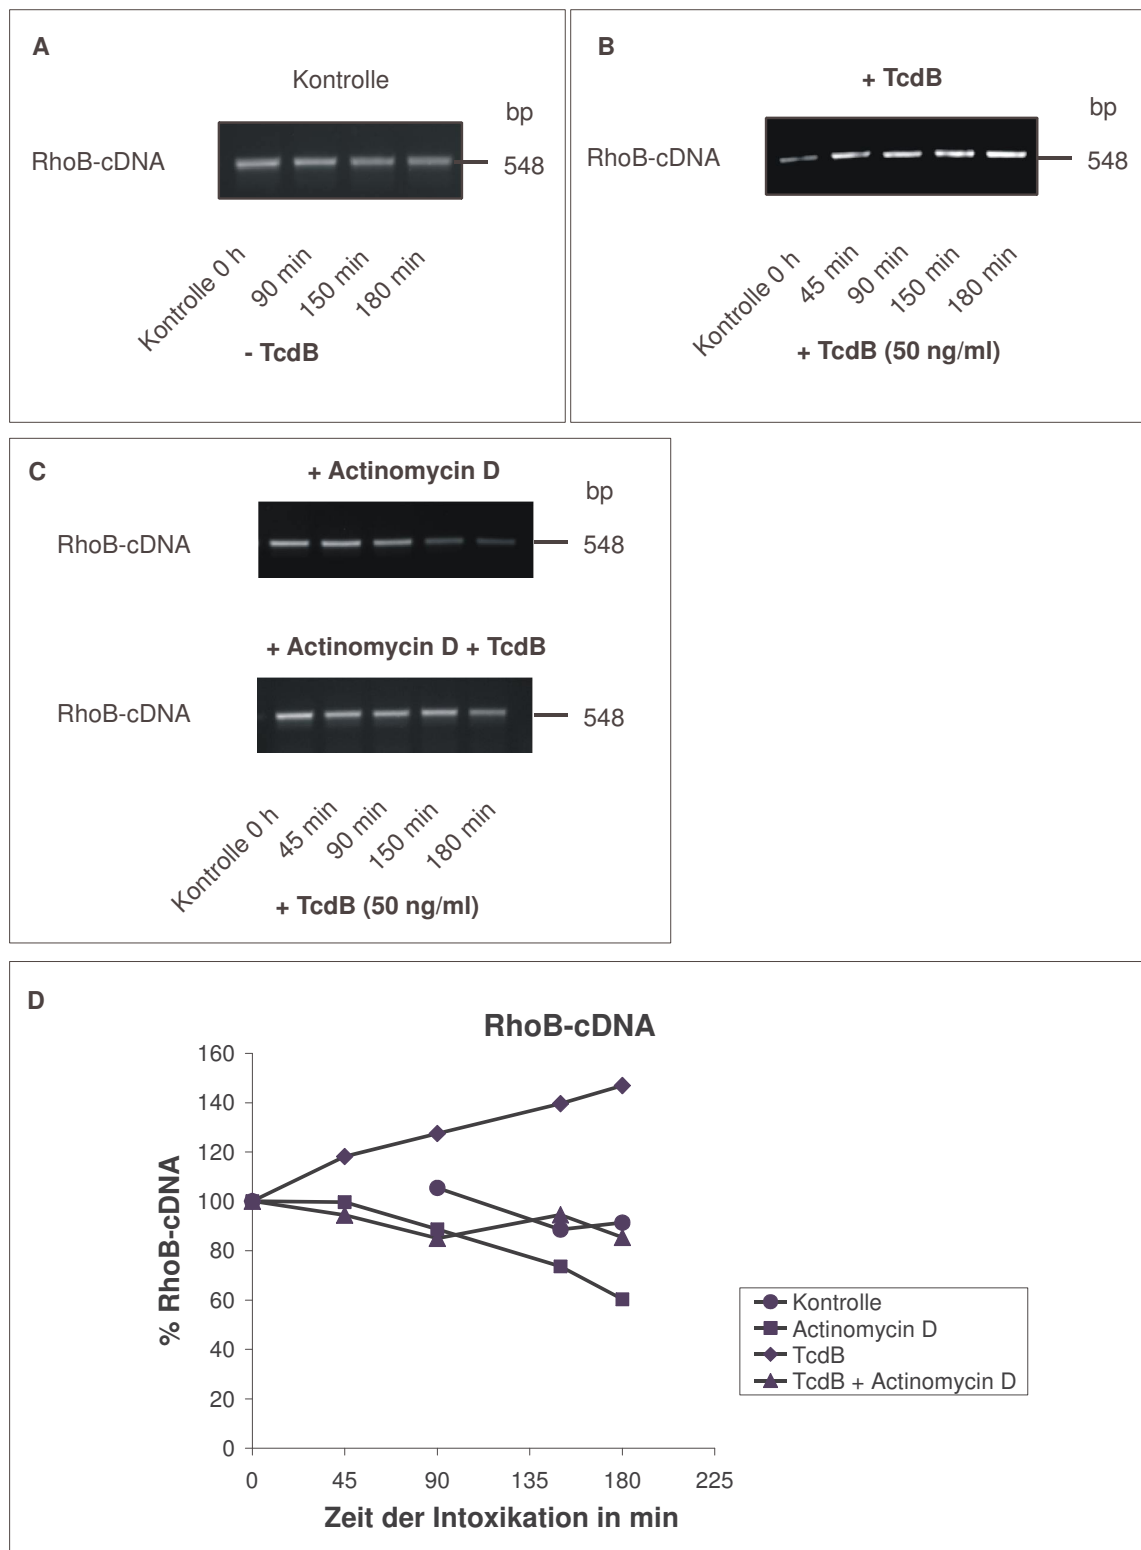 A
Kontrolle
bp
RhoB-cDNA
548
Kontrolle 0 h
90 min
150 min
180 min
- TcdB
B
+ TcdB
bp
RhoB-cDNA
548
Kontrolle 0 h
45 min
90 min
150 min
180 min
+ TcdB (50 ng/ml)
C
+ Actinomycin D
bp
RhoB-cDNA
548
+ Actinomycin D + TcdB
RhoB-cDNA
548
Kontrolle 0 h
45 min
90 min
150 min
180 min
+ TcdB (50 ng/ml)
D
RhoB-cDNA
% RhoB-cDNA
160
140
120
100
80
60
40
20
0
0 45 90 135 180 225
Zeit der Intoxikation in min
Kontrolle
Actinomycin D
TcdB
TcdB + Actinomycin D